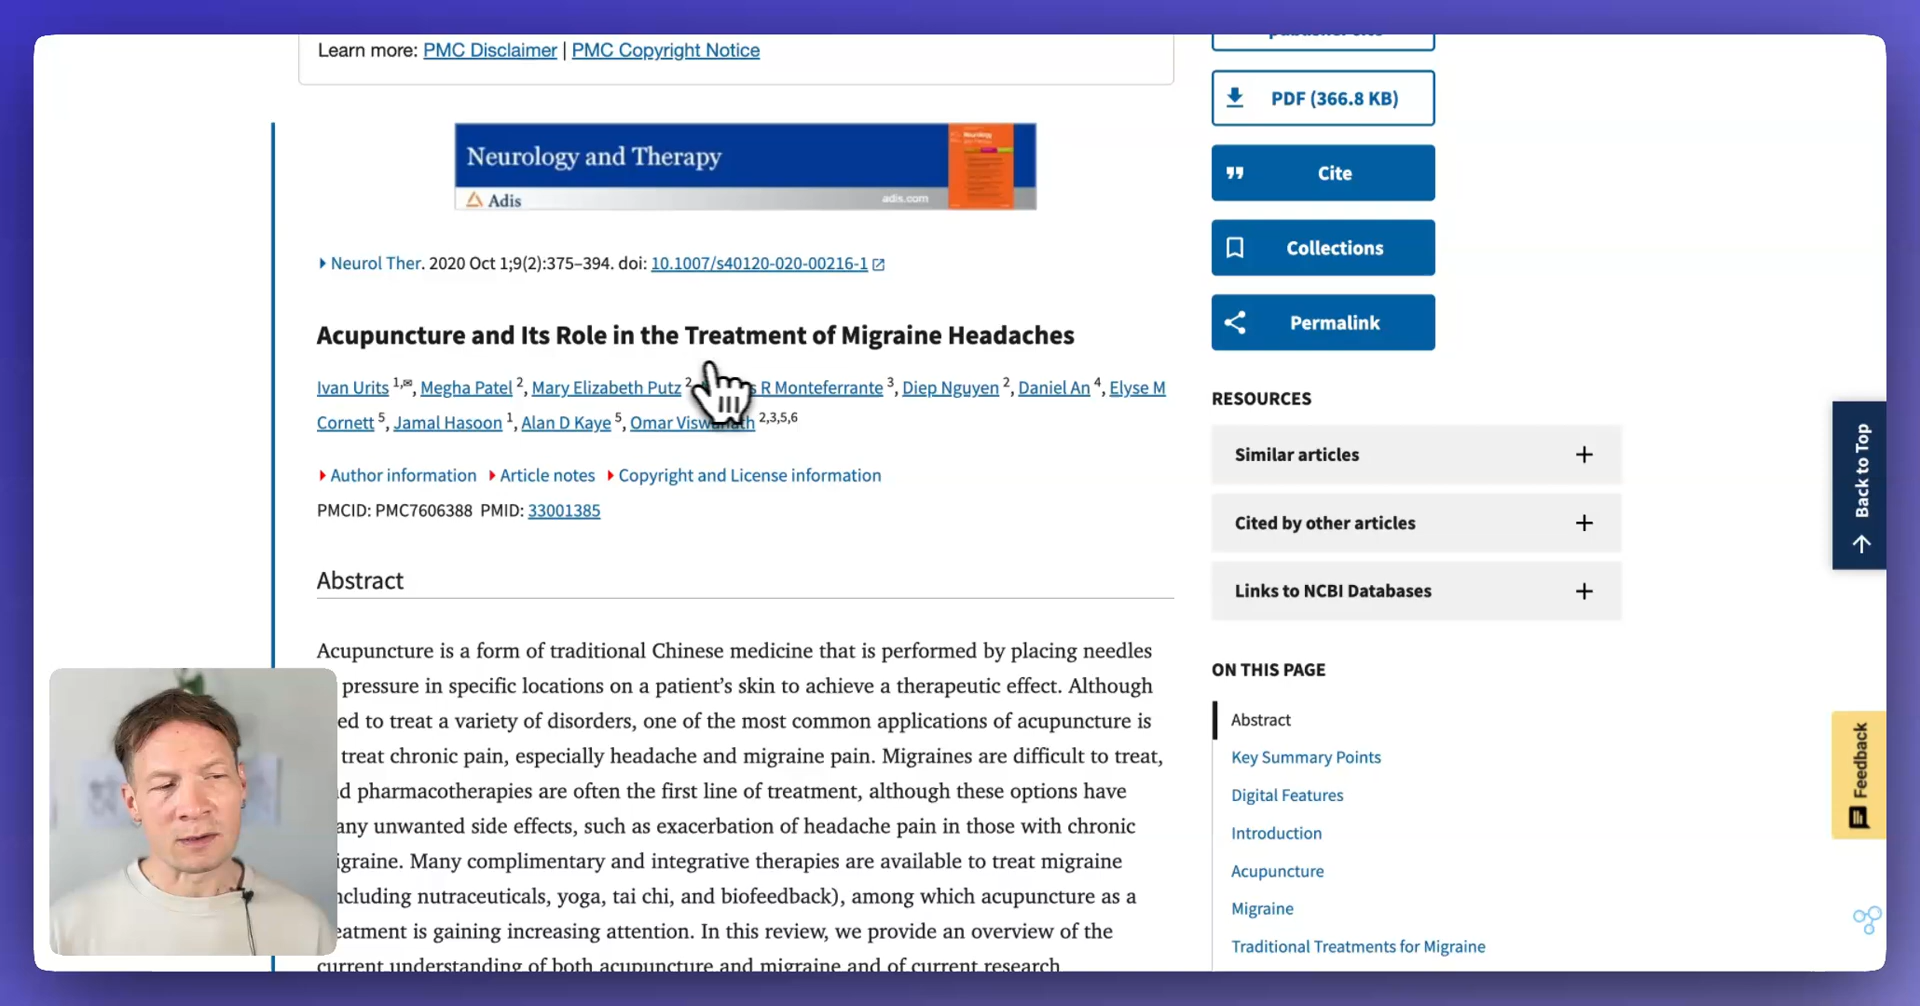 Learn more: PMC Disclaimer | PMC Copyright Notice
PDF (366.8 KB)
Cite
Collections
Permalink
Neurology and Therapy
Adis
adis.com
Neurol Ther. 2020 Oct 1;9(2):375–394. doi: 10.1007/s40120-020-00216-1
Acupuncture and Its Role in the Treatment of Migraine Headaches
Ivan Urits 1,✉, Megha Patel 2, Mary Elizabeth Putz 2, R Monteferrante 3, Diep Nguyen 2, Daniel An 4, Elyse M
Cornett 5, Jamal Hasoon 1, Alan D Kaye 5, Omar 2,3,5,6
Author information Article notes Copyright and License information
PMCID: PMC7606388 PMID: 33001385
Abstract
Acupuncture is a form of traditional Chinese medicine that is performed by placing needles
pressure in specific locations on a patient's skin to achieve a therapeutic effect. Although
to treat a variety of disorders, one of the most common applications of acupuncture is
treat chronic pain, especially headache and migraine pain. Migraines are difficult to treat,
pharmacotherapies are often the first line of treatment, although these options have
unwanted side effects, such as exacerbation of headache pain in those with chronic
Many complimentary and integrative therapies are available to treat migraine
nutraceuticals, yoga, tai chi, and biofeedback), among which acupuncture as a
is gaining increasing attention. In this review, we provide an overview of the
current understanding of both acupuncture and migraine and of current research
RESOURCES
Similar articles
Cited by other articles
Links to NCBI Databases
ON THIS PAGE
Abstract
Key Summary Points
Digital Features
Introduction
Acupuncture
Migraine
Traditional Treatments for Migraine
Back to Top
Feedback